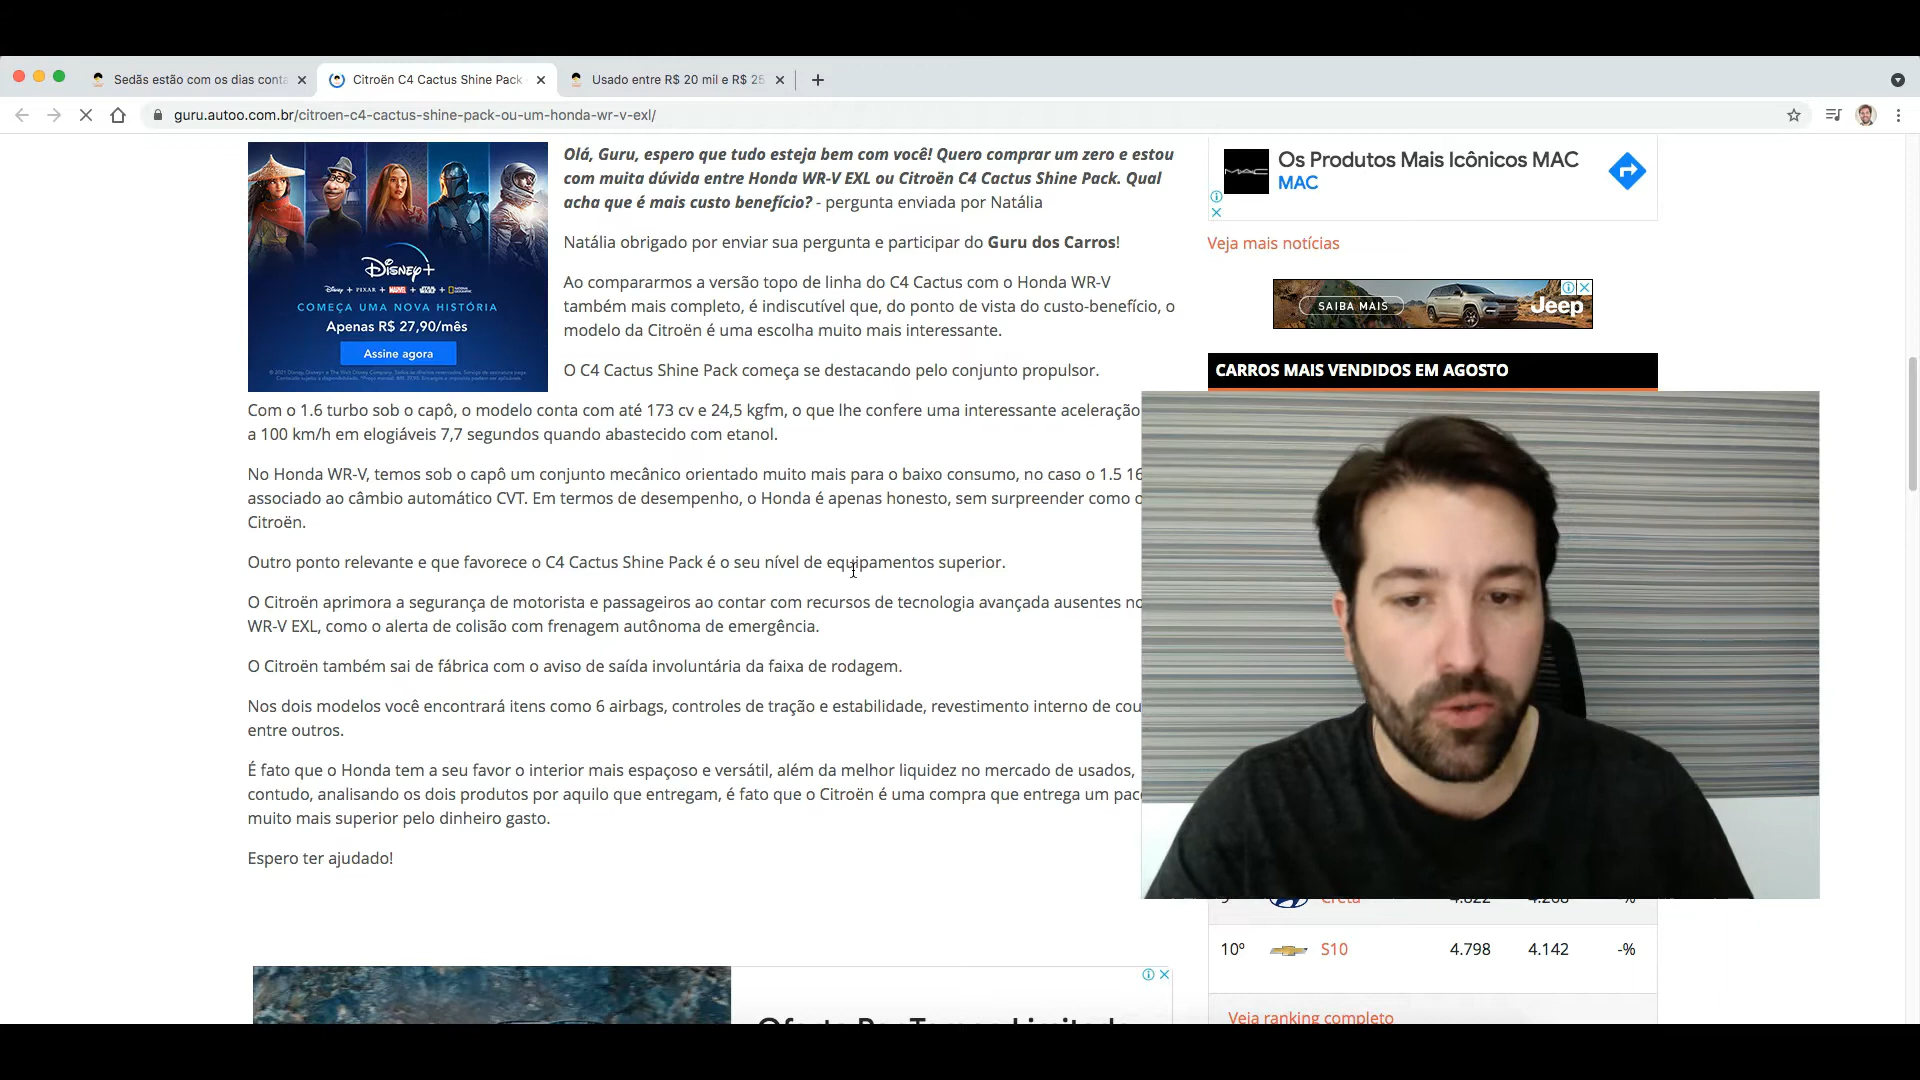 Sedãs estão com os dias conta
Citroën C4 Cactus Shine Pack
Usado entre R$ 20 mil e R$ 25
guru.autoo.com.br/citroen-c4-cactus-shine-pack-ou-um-honda-wr-v-exl/
Disney+
COMEÇA UMA NOVA HISTÓRIA
Apenas R$ 27,90/mês
Assine agora
Olá, Guru, espero que tudo esteja bem com você! Quero comprar um zero e estou
com muita dúvida entre Honda WR-V EXL ou Citroën C4 Cactus Shine Pack. Qual
acha que é mais custo benefício? - pergunta enviada por Natália
Natália obrigado por enviar sua pergunta e participar do Guru dos Carros!
Ao compararmos a versão topo de linha do C4 Cactus com o Honda WR-V
também mais completo, é indiscutível que, do ponto de vista do custo-benefício, o
modelo da Citroën é uma escolha muito mais interessante.
O C4 Cactus Shine Pack começa se destacando pelo conjunto propulsor.
Com o 1.6 turbo sob o capô, o modelo conta com até 173 cv e 24,5 kgfm, o que lhe confere uma interessante aceleração
a 100 km/h em elogiáveis 7,7 segundos quando abastecido com etanol.
No Honda WR-V, temos sob o capô um conjunto mecânico orientado muito mais para o baixo consumo, no caso o 1.5 16
associado ao câmbio automático CVT. Em termos de desempenho, o Honda é apenas honesto, sem surpreender como o
Citroën.
Outro ponto relevante e que favorece o C4 Cactus Shine Pack é o seu nível de equipamentos superior.
O Citroën aprimora a segurança de motorista e passageiros ao contar com recursos de tecnologia avançada ausentes no
WR-V EXL, como o alerta de colisão com frenagem autônoma de emergência.
O Citroën também sai de fábrica com o aviso de saída involuntária da faixa de rodagem.
Nos dois modelos você encontrará itens como 6 airbags, controles de tração e estabilidade, revestimento interno de cou
entre outros.
É fato que o Honda tem a seu favor o interior mais espaçoso e versátil, além da melhor liquidez no mercado de usados,
contudo, analisando os dois produtos por aquilo que entregam, é fato que o Citroën é uma compra que entrega um pac
muito mais superior pelo dinheiro gasto.
Espero ter ajudado!
MAC
Os Produtos Mais Icônicos MAC
MAC
Veja mais notícias
SAIBA MAIS
Jeep
CARROS MAIS VENDIDOS EM AGOSTO
Creta 4.822 4.268 -%
10º S10 4.798 4.142 -%
Veja ranking completo